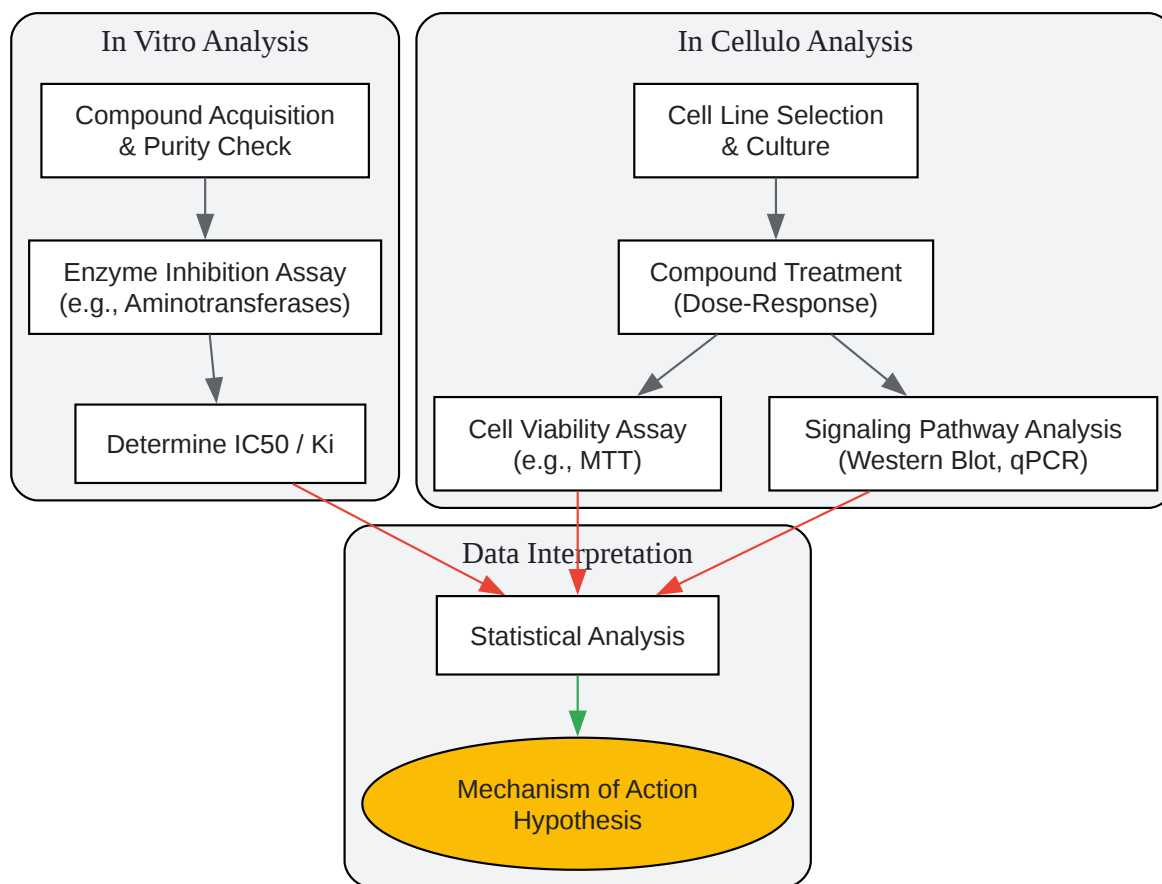 In Vitro Analysis
Compound Acquisition
& Purity Check
Enzyme Inhibition Assay
(e.g., Aminotransferases)
Determine IC50 / Ki
In Cellulo Analysis
Cell Line Selection
& Culture
Compound Treatment
(Dose-Response)
Cell Viability Assay
(e.g., MTT)
Signaling Pathway Analysis
(Western Blot, qPCR)
Data Interpretation
Statistical Analysis
Mechanism of Action
Hypothesis